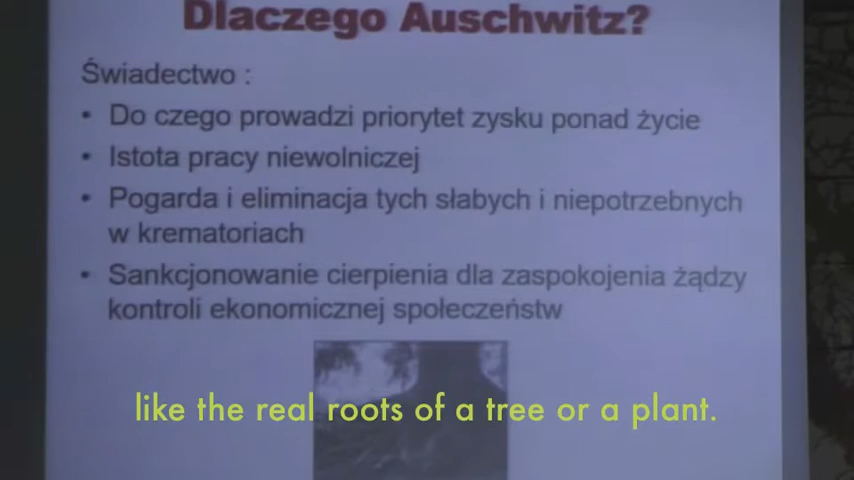 Dlaczego Auschwitz?
Świadectwo :
• Do czego prowadzi priorytet zysku ponad życie
• Istota pracy niewolniczej
• Pogarda i eliminacja tych słabych i niepotrzebnych
w krematoriach
• Sankcjonowanie cierpienia dla zaspokojenia żądzy
kontroli ekonomicznej społeczeństw
like the real roots of a tree or a plant.